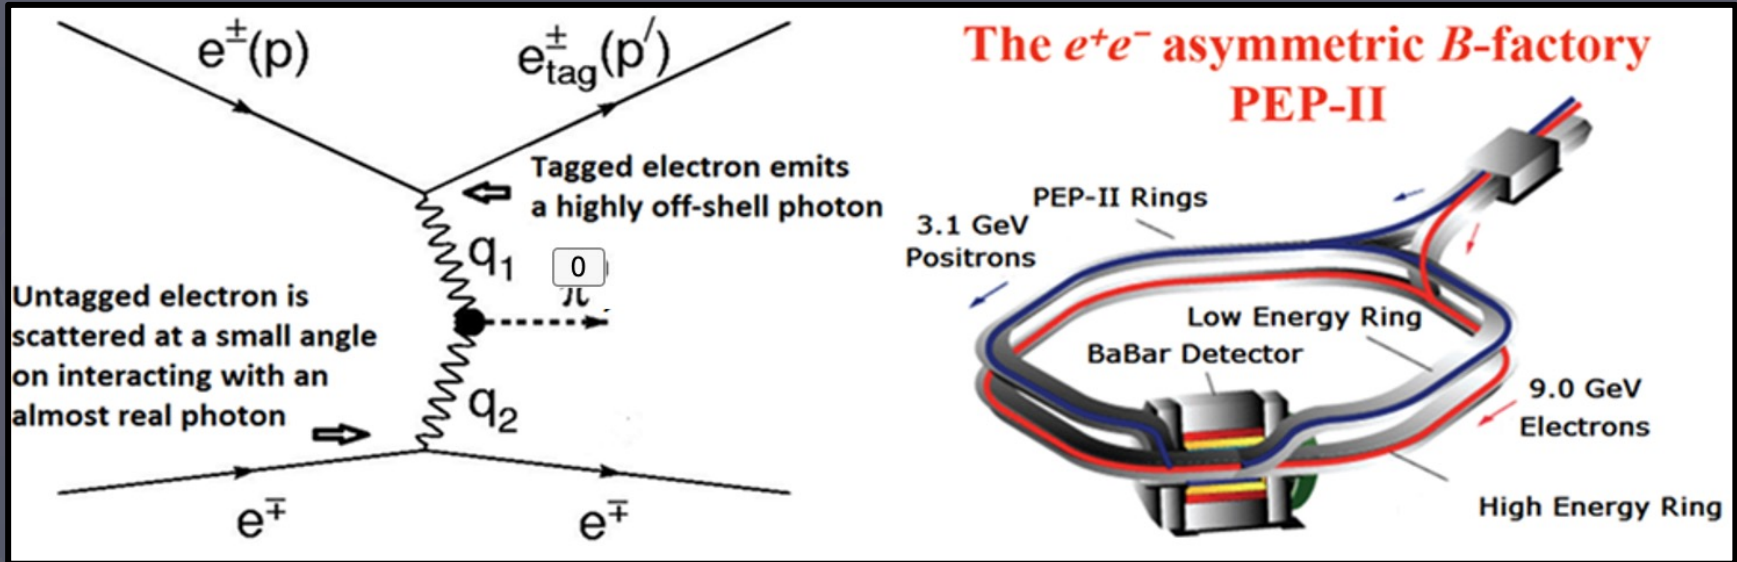 e±(p)
e±tag(p′)
Tagged electron emits
a highly off-shell photon
q1
0
π
Untagged electron is
scattered at a small angle
on interacting with an
almost real photon
q2
e∓
e∓
The e+e− asymmetric B-factory
PEP-II
PEP-II Rings
3.1 GeV
Positrons
Low Energy Ring
BaBar Detector
9.0 GeV
Electrons
High Energy Ring